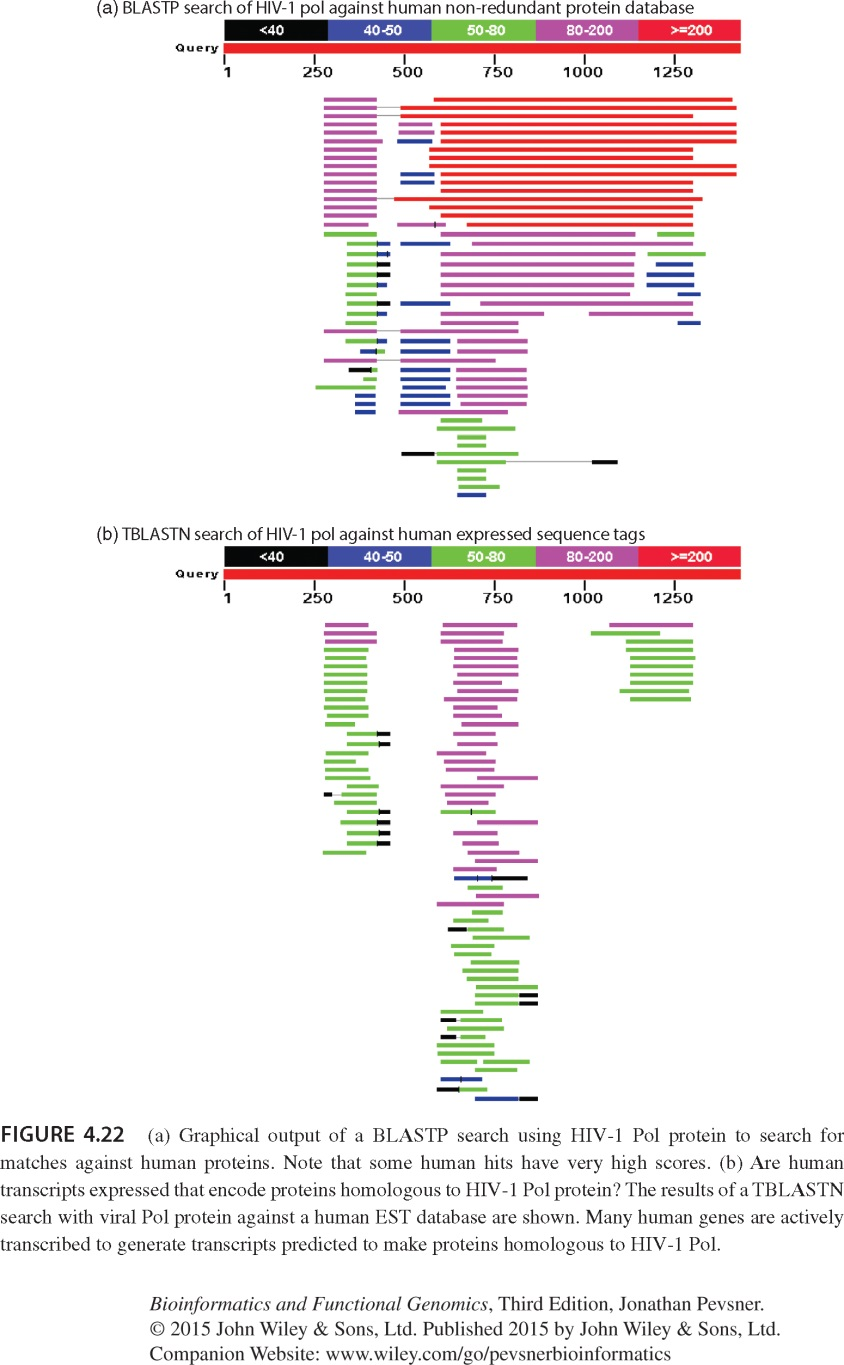 (a) BLASTP search of HIV-1 pol against human non-redundant protein database
<40 40-50 50-80 80-200 >=200
Query
1 250 500 750 1000 1250
(b) TBLASTN search of HIV-1 pol against human expressed sequence tags
<40 40-50 50-80 80-200 >=200
Query
1 250 500 750 1000 1250
FIGURE 4.22 (a) Graphical output of a BLASTP search using HIV-1 Pol protein to search for
matches against human proteins. Note that some human hits have very high scores. (b) Are human
transcripts expressed that encode proteins homologous to HIV-1 Pol protein? The results of a TBLASTN
search with viral Pol protein against a human EST database are shown. Many human genes are actively
transcribed to generate transcripts predicted to make proteins homologous to HIV-1 Pol.
Bioinformatics and Functional Genomics, Third Edition, Jonathan Pevsner.
© 2015 John Wiley & Sons, Ltd. Published 2015 by John Wiley & Sons, Ltd.
Companion Website: www.wiley.com/go/pevsnerbioinformatics